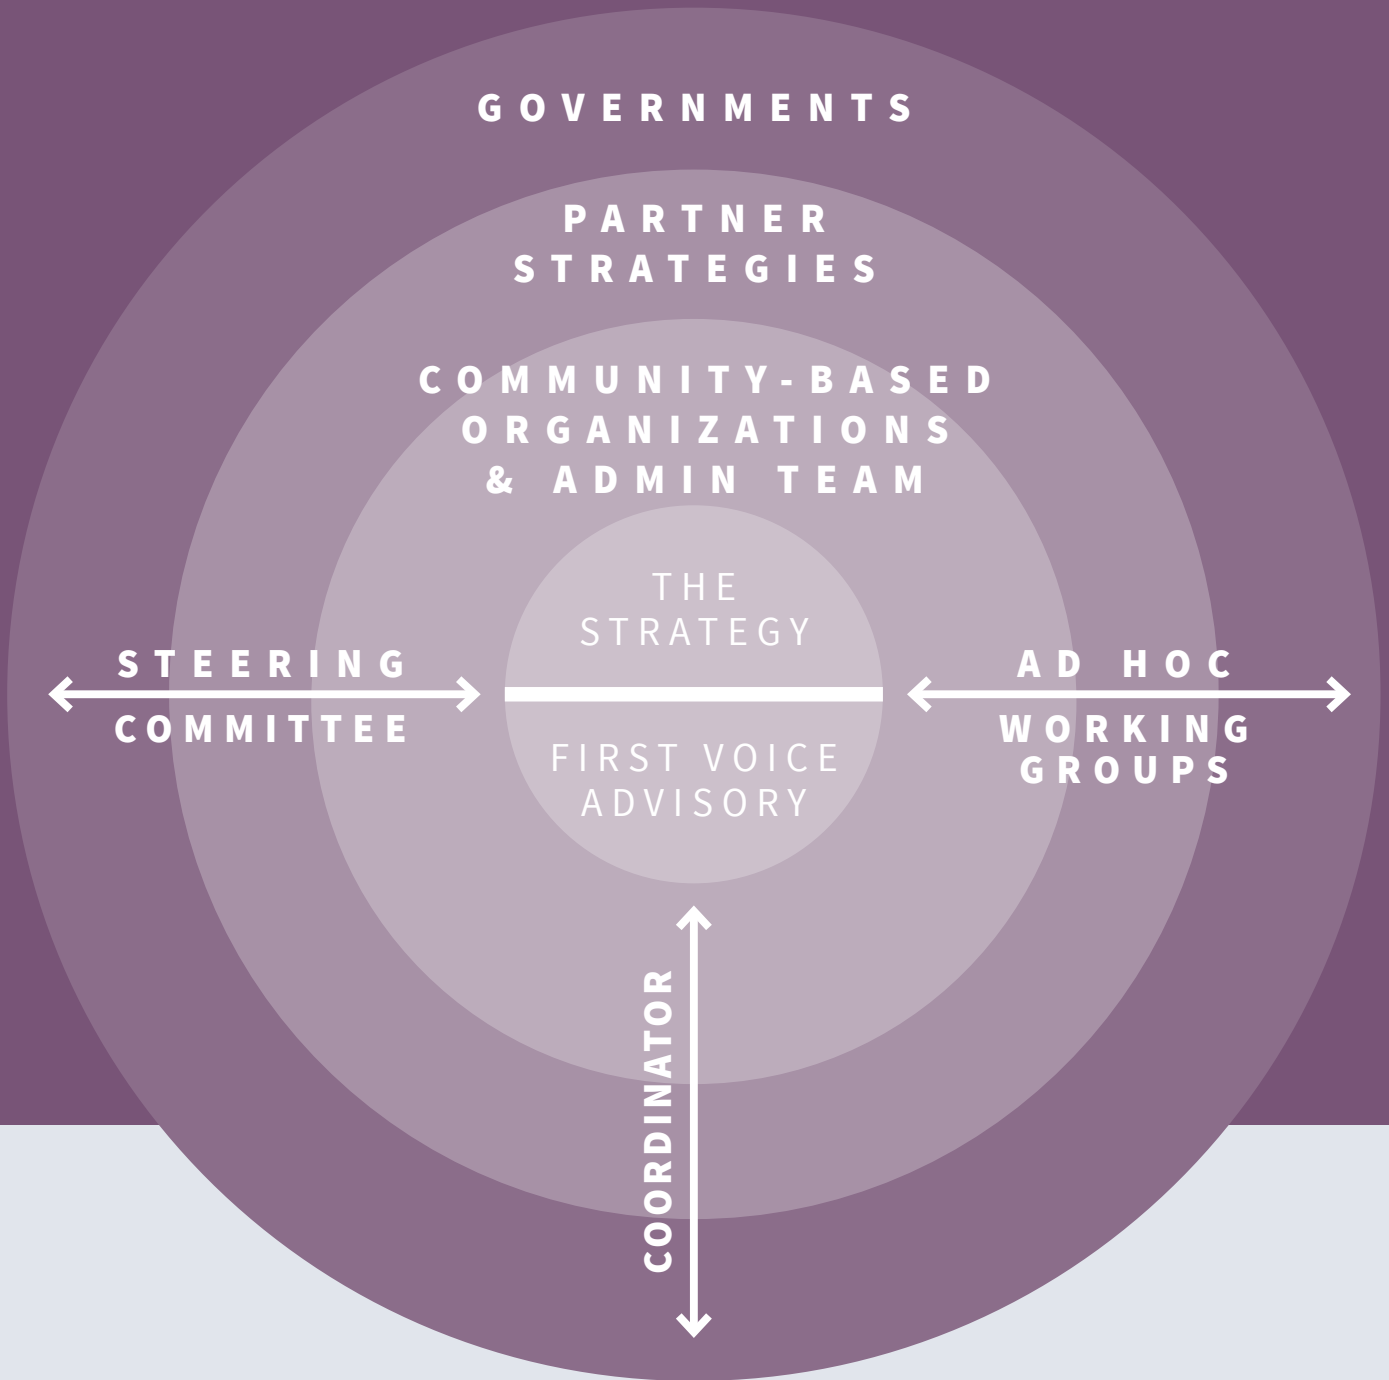 GOVERNMENTS
PARTNER
STRATEGIES
COMMUNITY-BASED
ORGANIZATIONS
& ADMIN TEAM
THE
STRATEGY
STEERING
COMMITTEE
AD HOC
WORKING
GROUPS
FIRST VOICE
ADVISORY
COORDINATOR